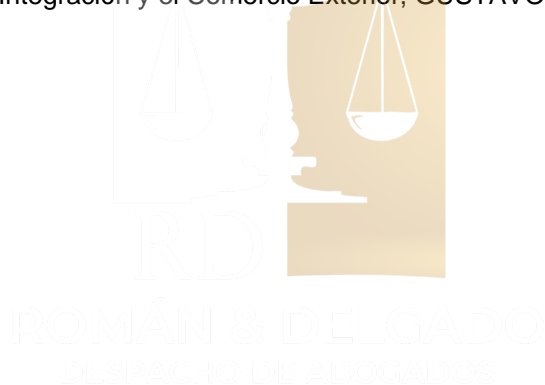 Integración y el Comercio Exterior, GUSTAVO
RD
ROMÁN & DELGADO
DESPACHO DE ABOGADOS